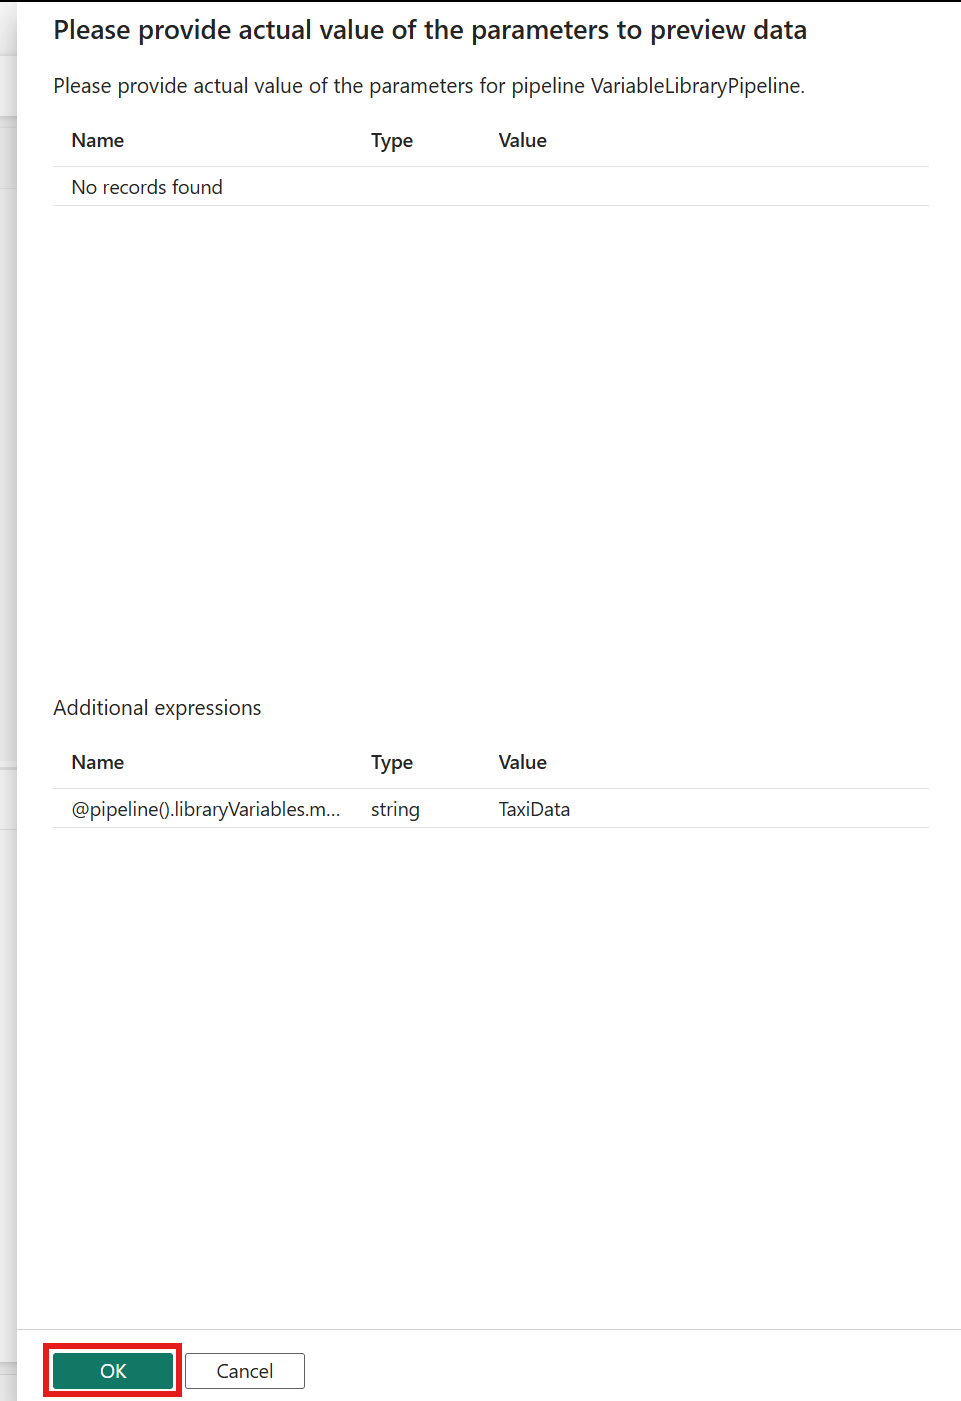 Please provide actual value of the parameters to preview data
Please provide actual value of the parameters for pipeline VariableLibraryPipeline.
Name Type Value
No records found
Additional expressions
Name Type Value
@pipeline().libraryVariables.m... string TaxiData
OK Cancel